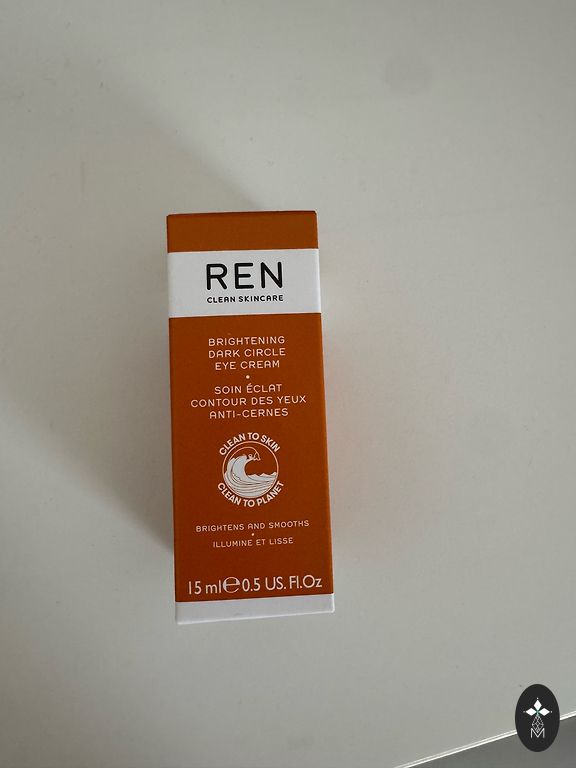 REN
CLEAN SKINCARE
BRIGHTENING
DARK CIRCLE
EYE CREAM
•
SOIN ÉCLAT
CONTOUR DES YEUX
ANTI-CERNES
CLEAN TO SKIN
CLEAN TO PLANET
BRIGHTENS AND SMOOTHS
•
ILLUMINE ET LISSE
15 ml ℮ 0.5 US. Fl.Oz
M